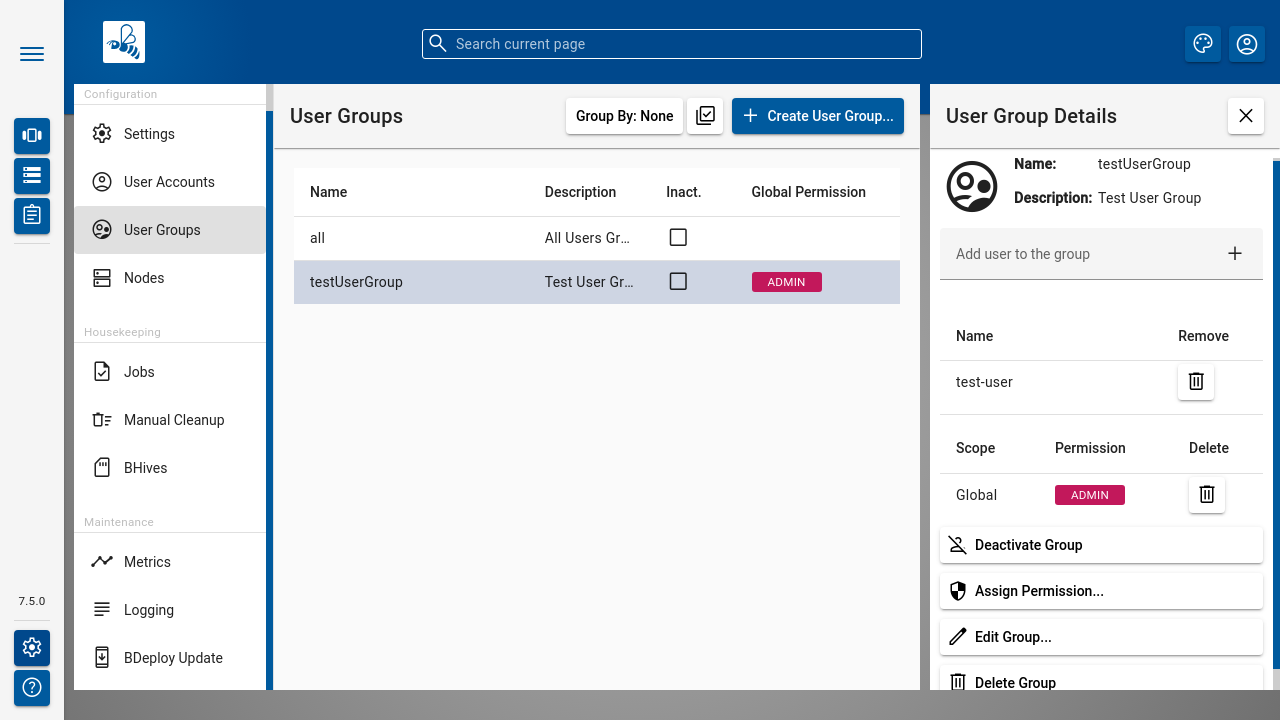 Search current page
Configuration
Settings
User Accounts
User Groups
Nodes
Housekeeping
Jobs
Manual Cleanup
BHives
Maintenance
Metrics
Logging
BDeploy Update
7.5.0
User Groups
Group By: None
Create User Group...
Name Description Inact. Global Permission
all All Users Gr...
testUserGroup Test User Gr... ADMIN
User Group Details
Name: testUserGroup
Description: Test User Group
Add user to the group
Name Remove
test-user
Scope Permission Delete
Global ADMIN
Deactivate Group
Assign Permission...
Edit Group...
Delete Group